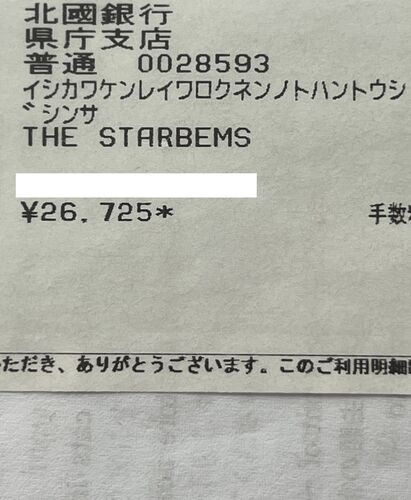 北國銀行
県庁支店
普通 0028593
イシカワケンレイワロクネンノトハントウシ
゛シンサ
THE STARBEMS
¥26,725*
手数
ただき、ありがとうございます。このご利用明細